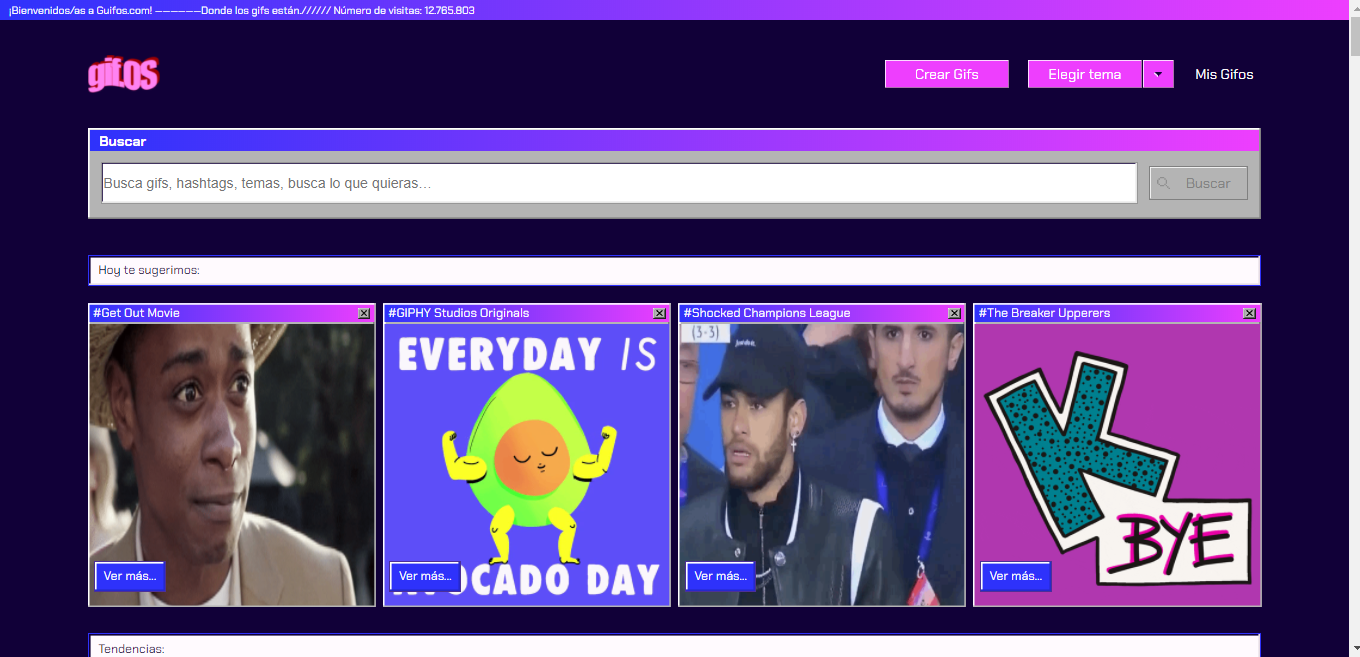 ¡Bienvenidos/as a Guifos.com! ——————Donde los gifs están.////// Número de visitas: 12.765.803
gifOS
Crear Gifs
Elegir tema
Mis Gifos
Buscar
Busca gifs, hashtags, temas, busca lo que quieras...
Buscar
Hoy te sugerimos:
#Get Out Movie
#GIPHY Studios Originals
#Shocked Champions League
#The Breaker Upperers
EVERYDAY IS
(3-3)
Jordan
K
BYE
Ver más...
Ver más...
OCADO DAY
Ver más...
Ver más...
Tendencias: